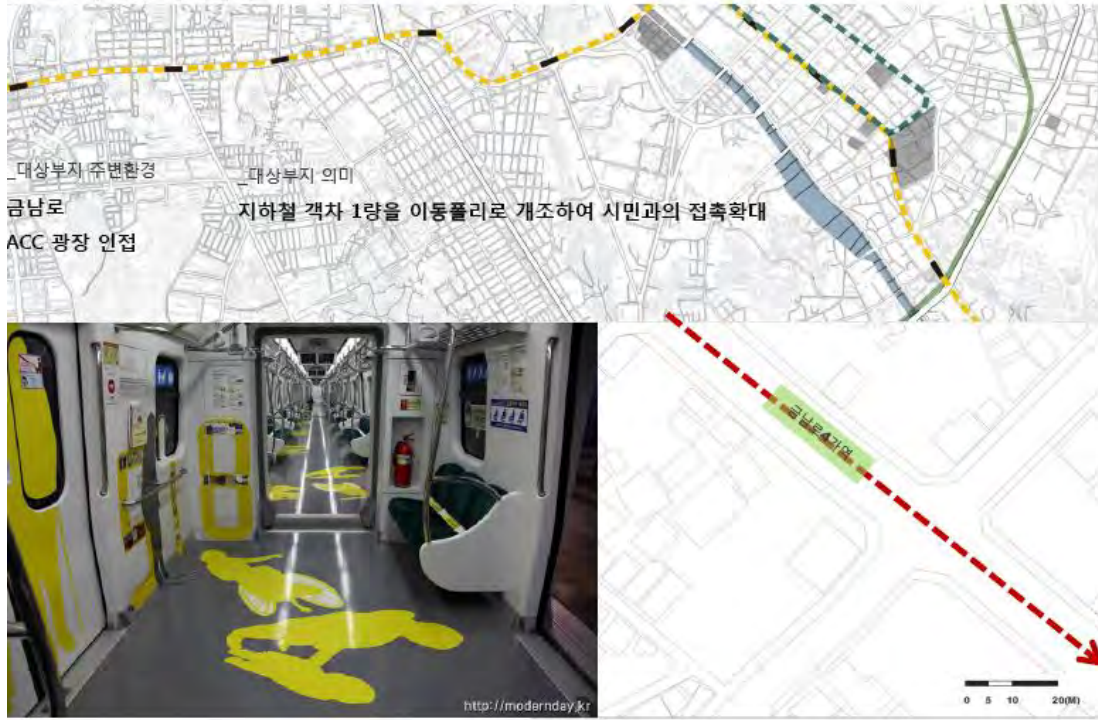 _대상부지 주변환경
금남로
ACC 광장 인접
_대상부지 의미
지하철 객차 1량을 이동폴리로 개조하여 시민과의 접촉확대
http://modernday.kr
금남로4가역
0 5 10 20(M)